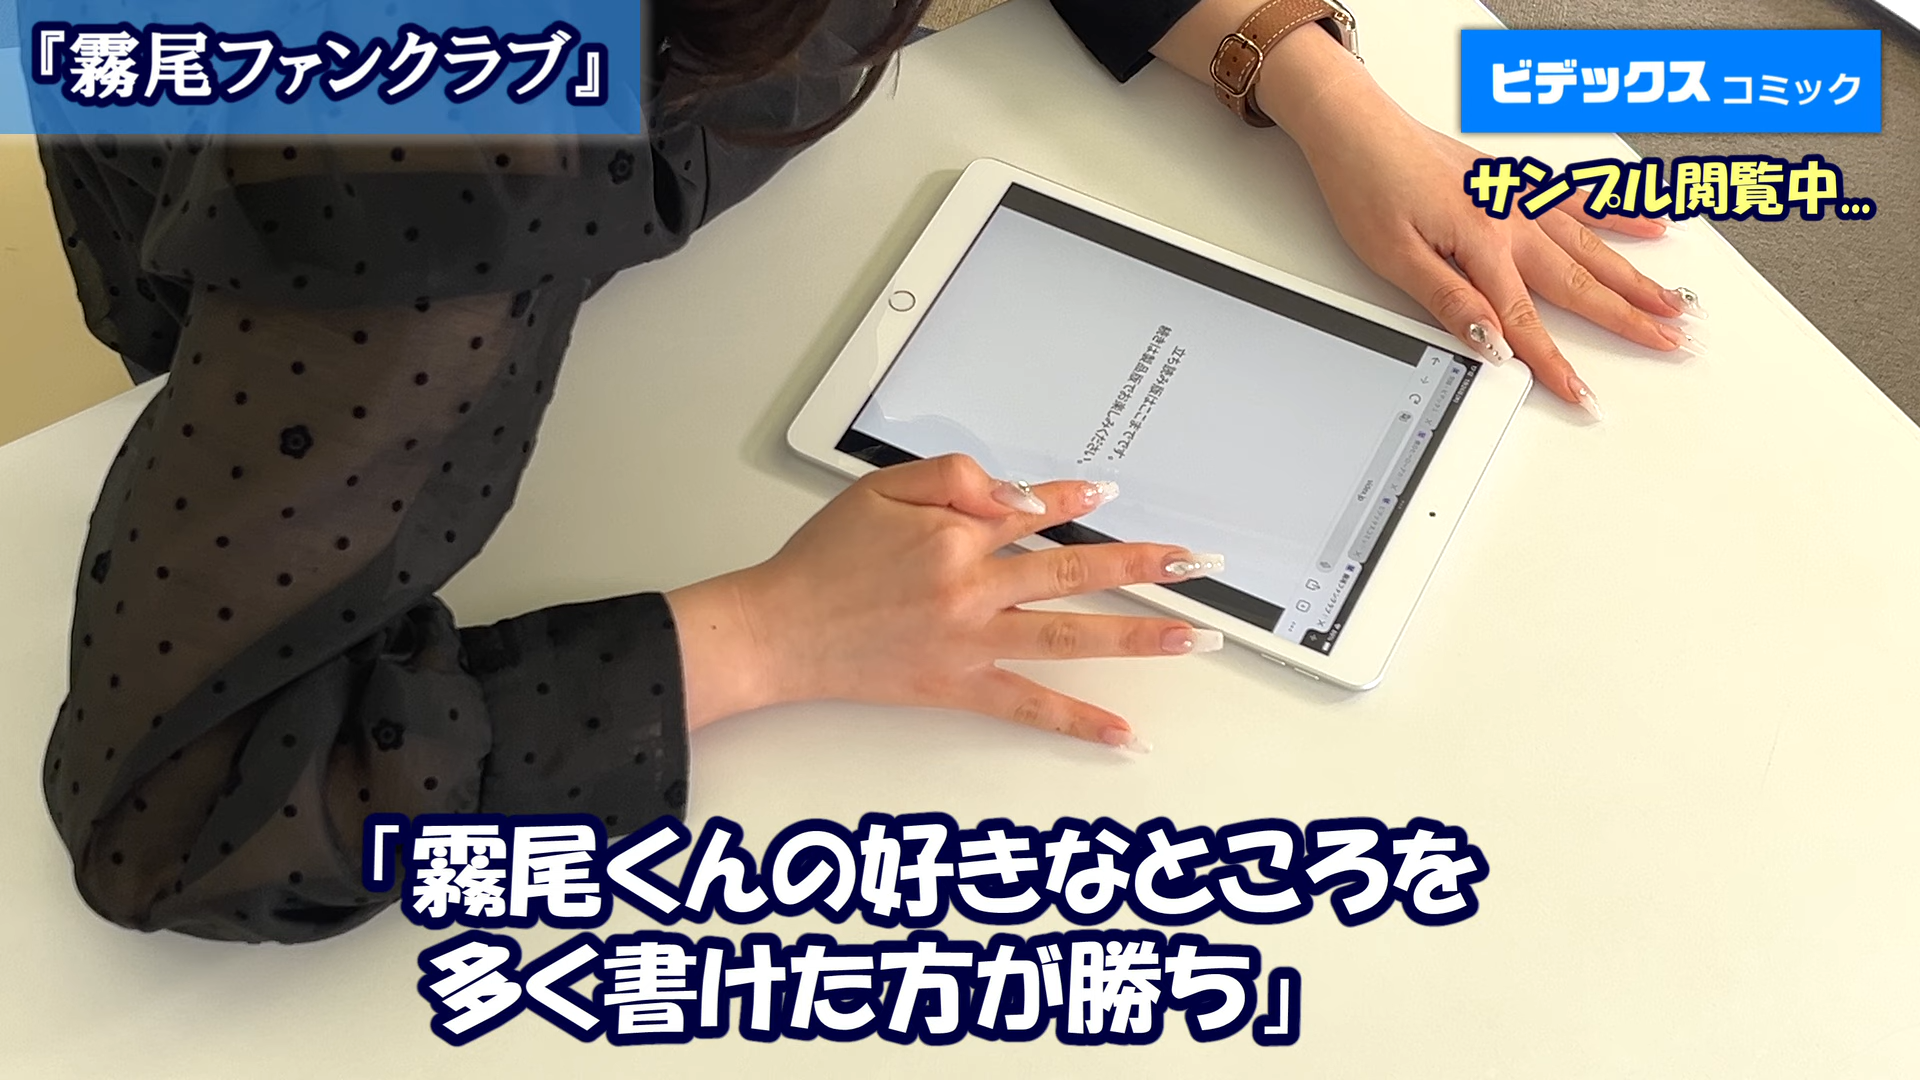 『霧尾ファンクラブ』
ビデックス コミック
サンプル閲覧中...
立ち読み版はここまでです。
続きは製品版でお楽しみください。
videx.jp
「霧尾くんの好きなところを
多く書けた方が勝ち」